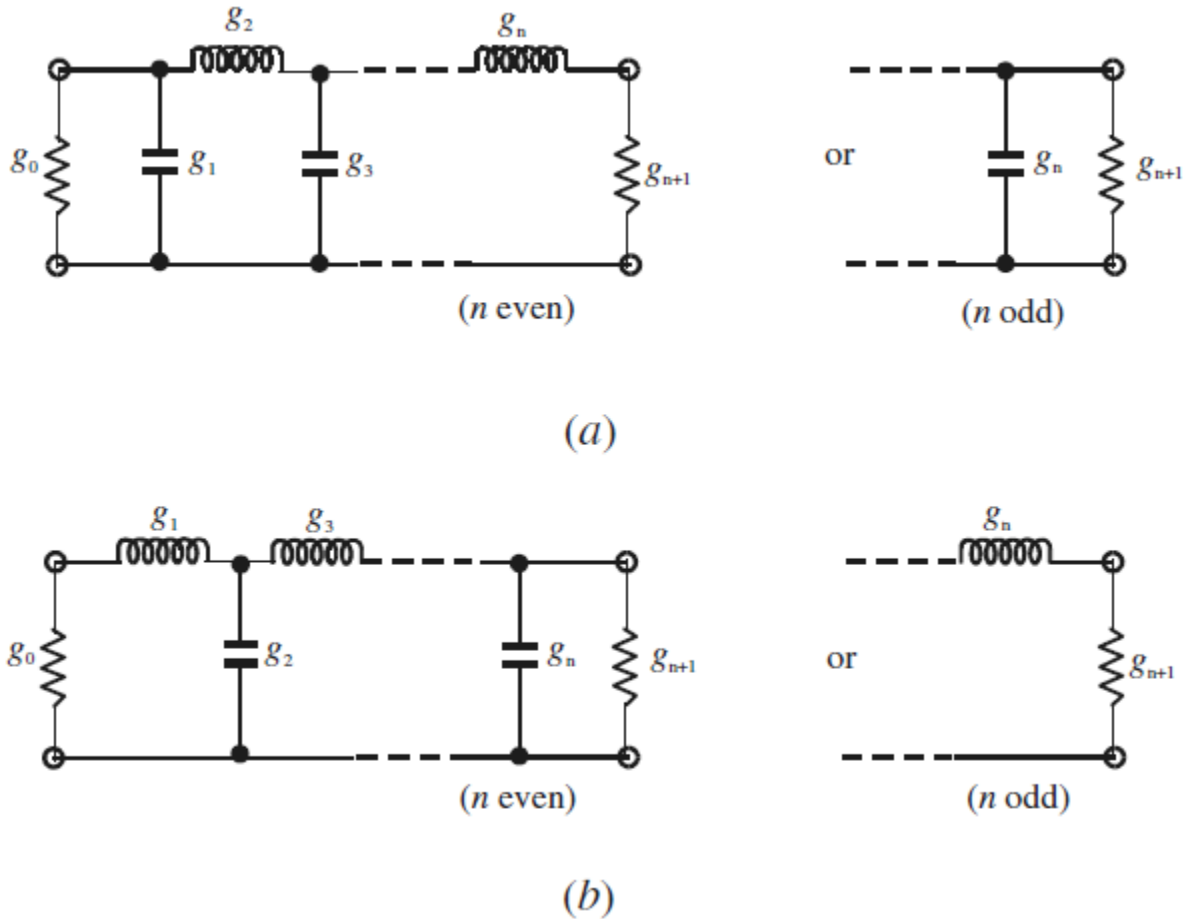 g₂ gₙ
g₀ g₁ g₃ gₙ₊₁ or gₙ gₙ₊₁
(n even) (n odd)
(a)
g₁ g₃ gₙ
g₀ g₂ gₙ gₙ₊₁ or gₙ₊₁
(n even) (n odd)
(b)